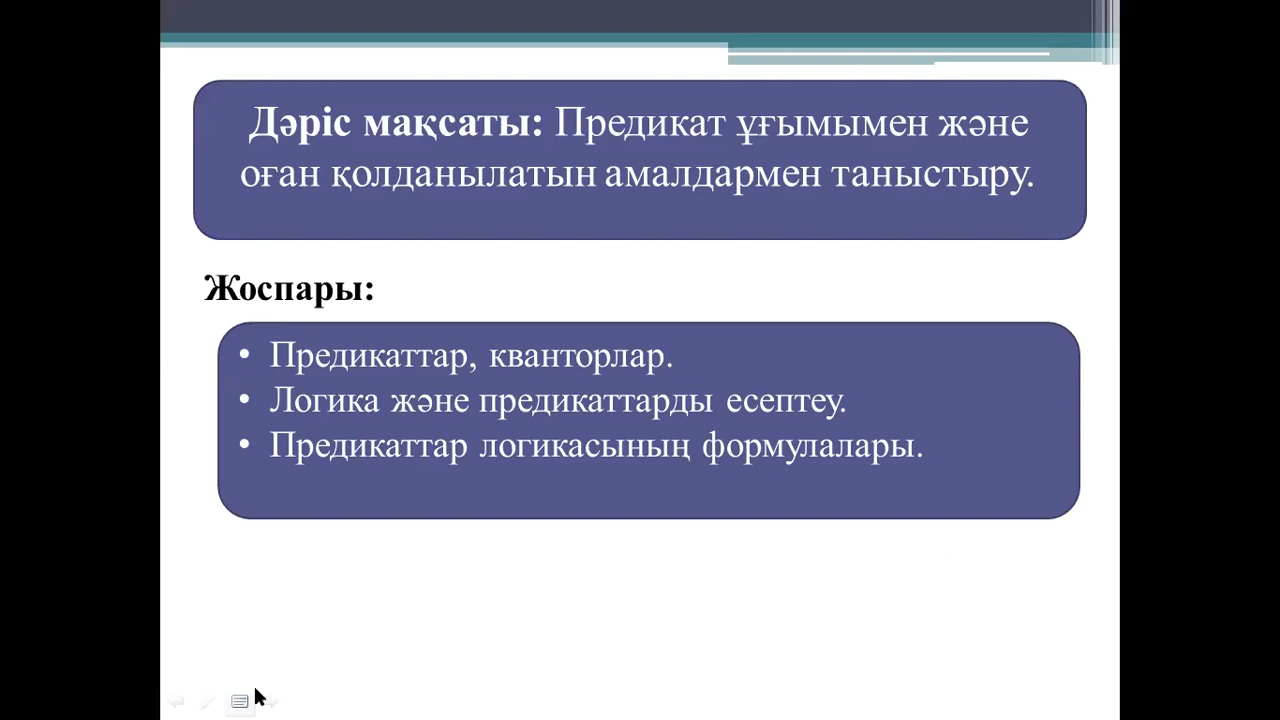 Дәріс мақсаты: Предикат ұғымымен және
оған қолданылатын амалдармен таныстыру.
Жоспары:
• Предикаттар, кванторлар.
• Логика және предикаттарды есептеу.
• Предикаттар логикасының формулалары.